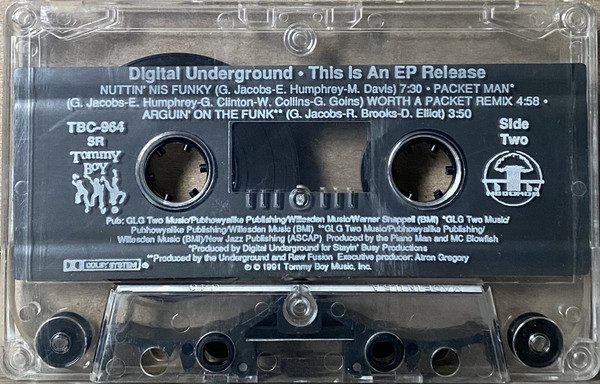 Digital Underground • This Is An EP Release
NUTTIN' NIS FUNKY (G. Jacobs-E. Humphrey-M. Davis) 7:30 • PACKET MAN*
(G. Jacobs-E. Humphrey-G. Clinton-W. Collins-G. Goins) WORTH A PACKET REMIX 4:58 •
ARGUIN' ON THE FUNK** (G. Jacobs-R. Brooks-D. Elliot) 3:50
TBC-964
SR
Side
Two
TOMMY
BOY
RECORDS
Pub: GLG Two Music/Pubhowyalike Publishing/Willesden Music/Warner Shappell (BMI) *GLG Two Music/
Pubhowyalike Publishing/Willesden Music (BMI) **GLG Two Music/Pubhowyalike Publishing/
Willesden Music (BMI)/Now Jazz Publishing (ASCAP) Produced by the Piano Man and MC Blowfish
*Produced by Digital Underground for Stayin' Busy Productions
**Produced by the Underground and Raw Fusion Executive producer: Atron Gregory
℗ © 1991 Tommy Boy Music, Inc.
DOLBY SYSTEM